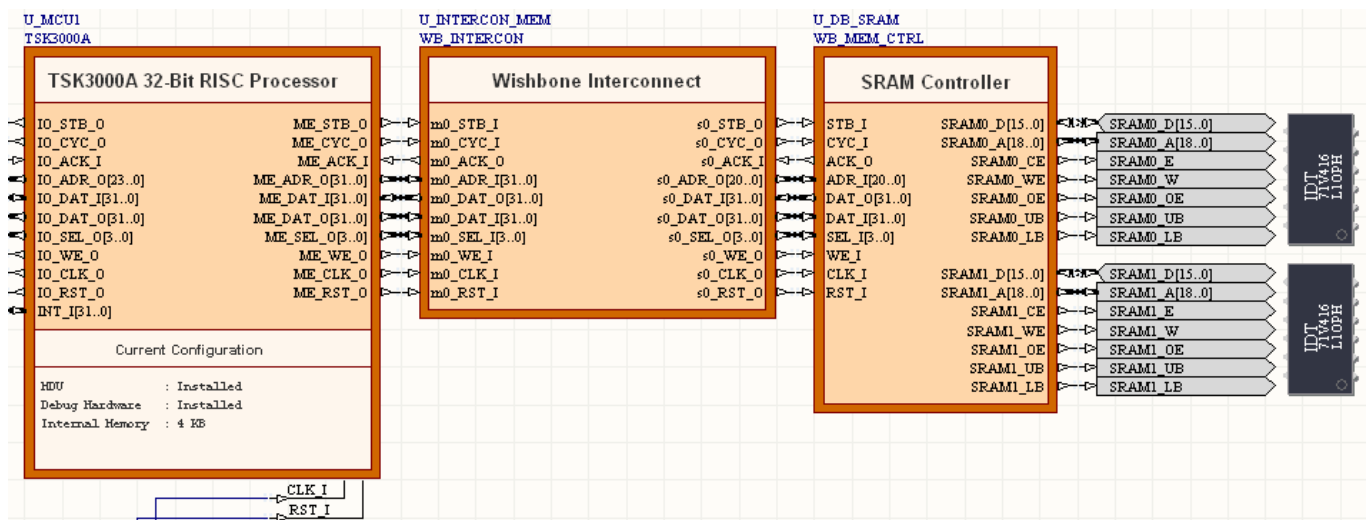 U_MCU1
TSK3000A
TSK3000A 32-Bit RISC Processor
IO_STB_O ME_STB_O
IO_CYC_O ME_CYC_O
IO_ACK_I ME_ACK_I
IO_ADR_O[23..0] ME_ADR_O[31..0]
IO_DAT_I[31..0] ME_DAT_I[31..0]
IO_DAT_O[31..0] ME_DAT_O[31..0]
IO_SEL_O[3..0] ME_SEL_O[3..0]
IO_WE_O ME_WE_O
IO_CLK_O ME_CLK_O
IO_RST_O ME_RST_O
INT_I[31..0]
Current Configuration
MDU : Installed
Debug Hardware : Installed
Internal Memory : 4 KB
CLK_I
RST_I
U_INTERCON_MEM
WB_INTERCON
Wishbone Interconnect
m0_STB_I s0_STB_O
m0_CYC_I s0_CYC_O
m0_ACK_O s0_ACK_I
m0_ADR_I[31..0] s0_ADR_O[20..0]
m0_DAT_O[31..0] s0_DAT_I[31..0]
m0_DAT_I[31..0] s0_DAT_O[31..0]
m0_SEL_I[3..0] s0_SEL_O[3..0]
m0_WE_I s0_WE_O
m0_CLK_I s0_CLK_O
m0_RST_I s0_RST_O
U_DB_SRAM
WB_MEM_CTRL
SRAM Controller
STB_I SRAM0_D[15..0] SRAM0_D[15..0]
CYC_I SRAM0_A[18..0] SRAM0_A[18..0]
ACK_O SRAM0_CE SRAM0_E
ADR_I[20..0] SRAM0_WE SRAM0_W
DAT_O[31..0] SRAM0_OE SRAM0_OE
DAT_I[31..0] SRAM0_UB SRAM0_UB
SEL_I[3..0] SRAM0_LB SRAM0_LB
WE_I
CLK_I SRAM1_D[15..0] SRAM1_D[15..0]
RST_I SRAM1_A[18..0] SRAM1_A[18..0]
SRAM1_CE SRAM1_E
SRAM1_WE SRAM1_W
SRAM1_OE SRAM1_OE
SRAM1_UB SRAM1_UB
SRAM1_LB SRAM1_LB
IDT
71V416
L10PH
IDT
71V416
L10PH